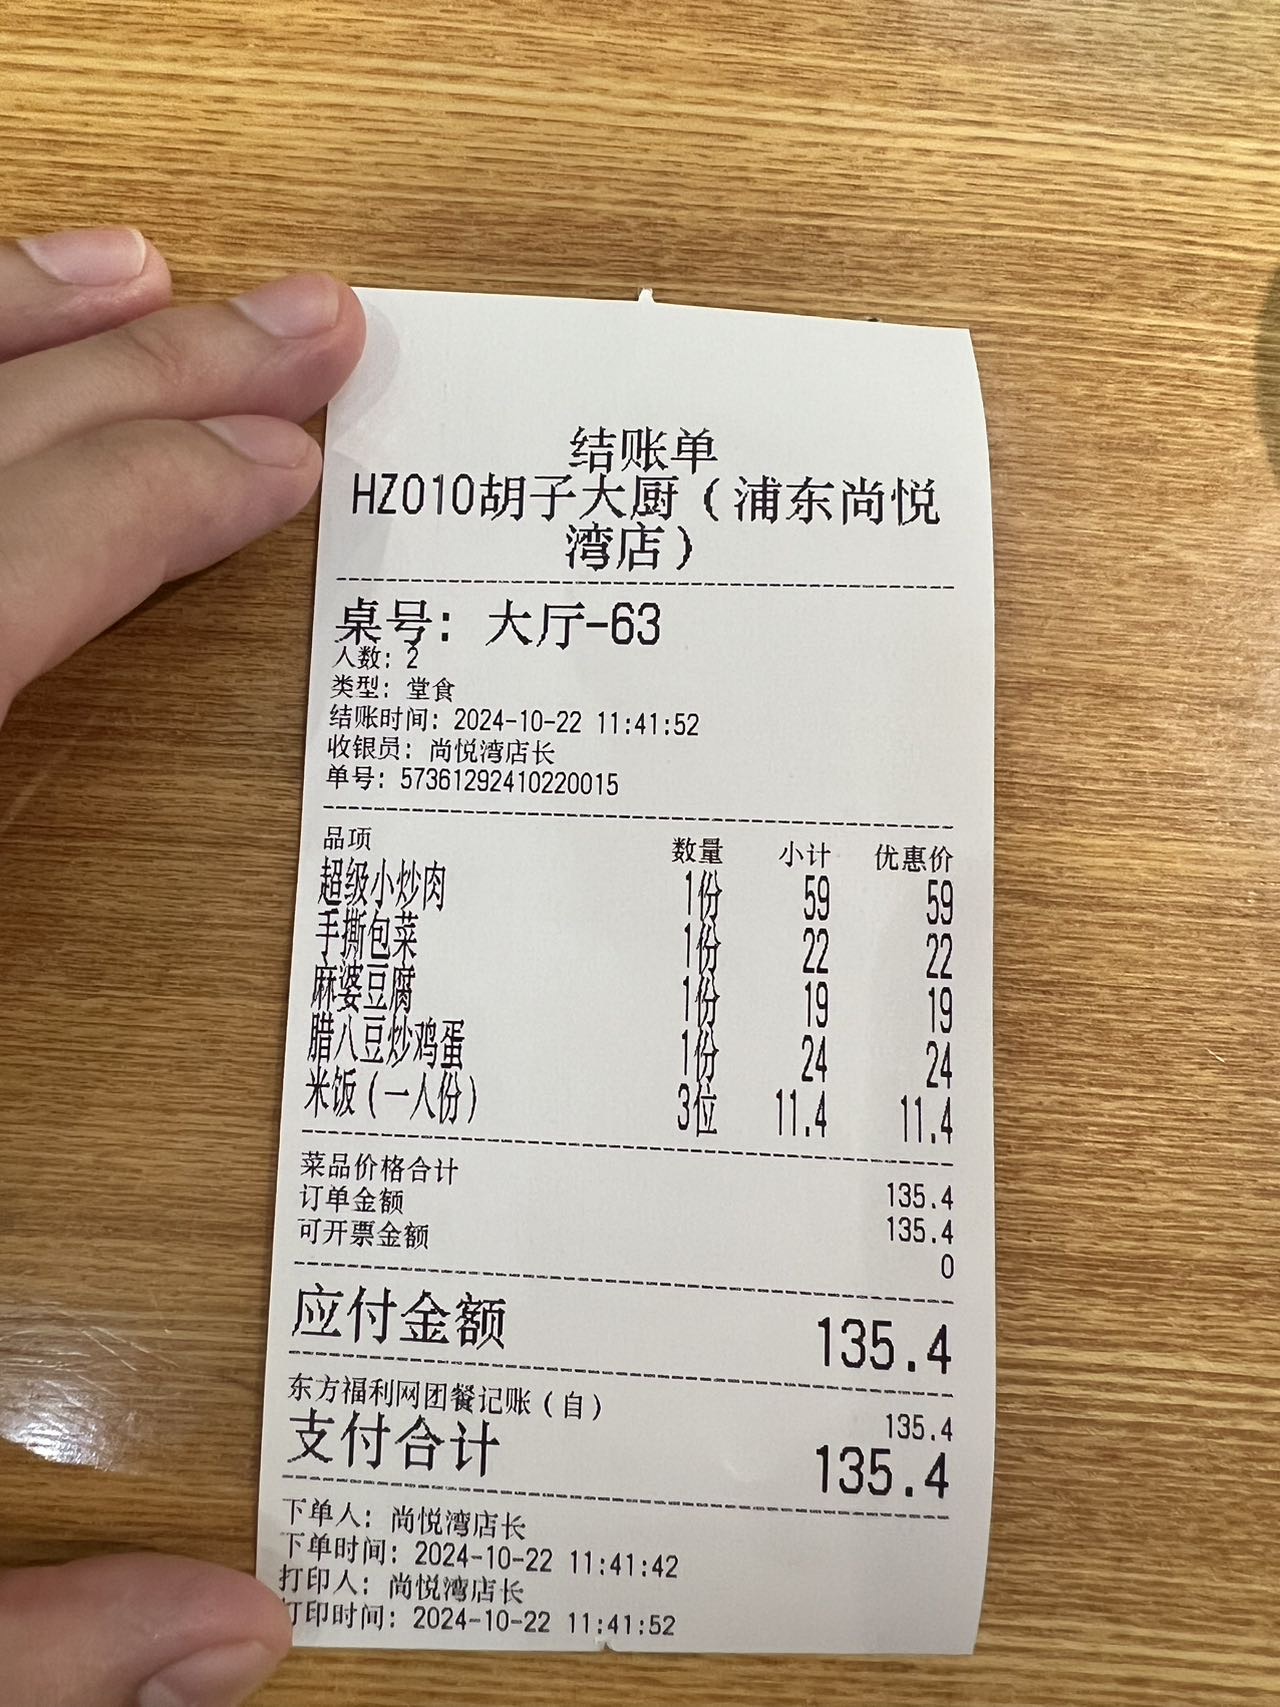 结账单
HZ010胡子大厨（浦东尚悦
湾店）
桌号：大厅-63
人数：2
类型：堂食
结账时间：2024-10-22 11:41:52
收银员：尚悦湾店长
单号：57361292410220015
品项 数量 小计 优惠价
超级小炒肉 1份 59 59
手撕包菜 1份 22 22
麻婆豆腐 1份 19 19
腊八豆炒鸡蛋 1份 24 24
米饭（一人份） 3位 11.4 11.4
菜品价格合计 135.4
订单金额 135.4
可开票金额 0
应付金额 135.4
东方福利网团餐记账（自） 135.4
支付合计 135.4
下单人：尚悦湾店长
下单时间：2024-10-22 11:41:42
打印人：尚悦湾店长
打印时间：2024-10-22 11:41:52